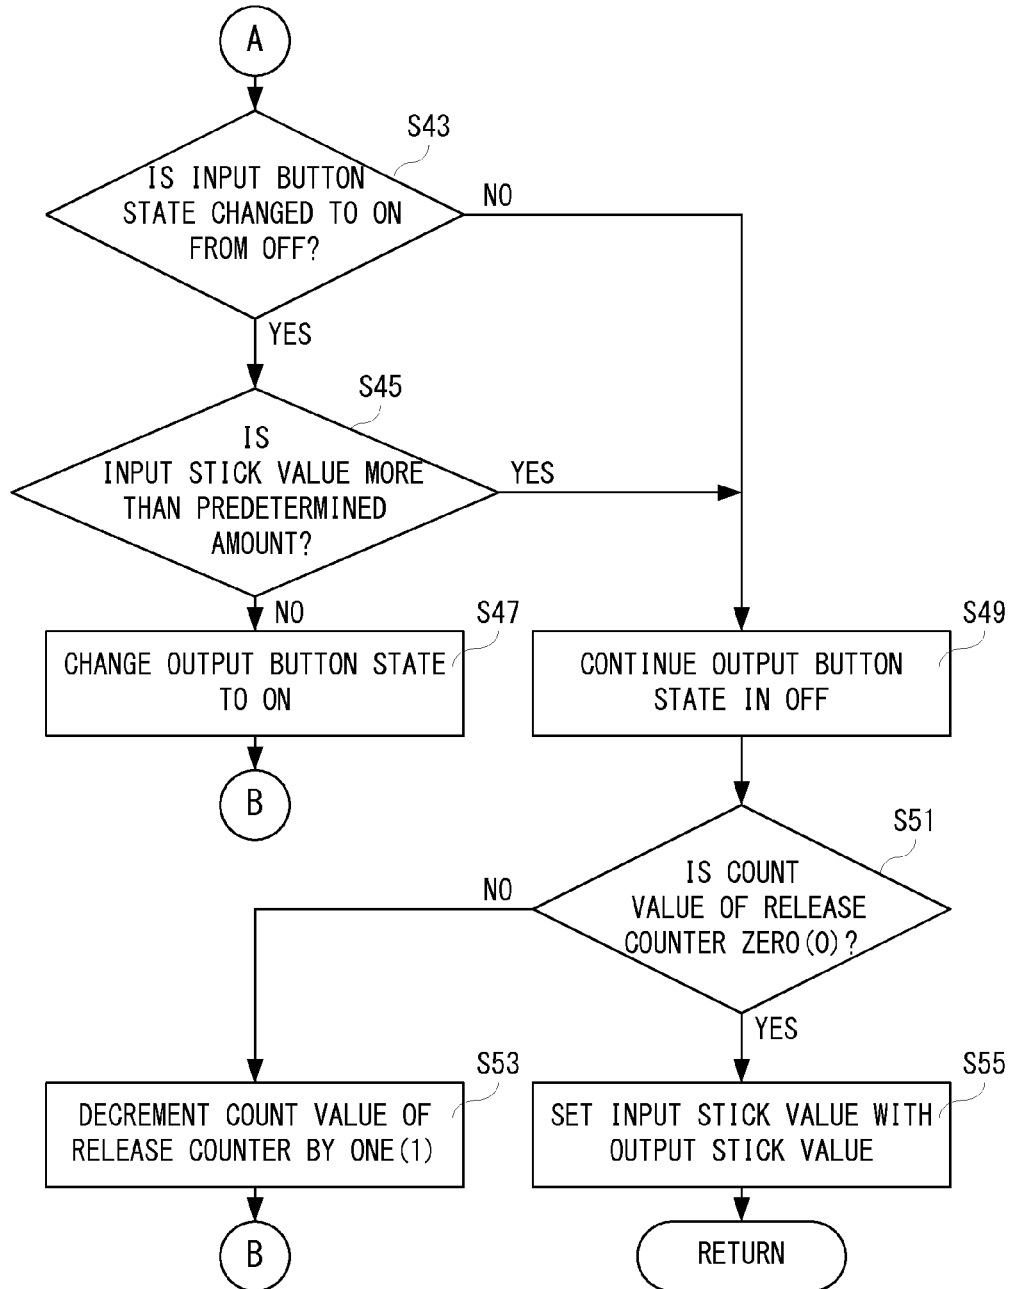 A
S43
IS INPUT BUTTON
STATE CHANGED TO ON
FROM OFF?
NO
YES
S45
IS
INPUT STICK VALUE MORE
THAN PREDETERMINED
AMOUNT?
YES
NO
S47
CHANGE OUTPUT BUTTON STATE
TO ON
B
S49
CONTINUE OUTPUT BUTTON
STATE IN OFF
S51
IS COUNT
VALUE OF RELEASE
COUNTER ZERO(0)?
NO
YES
S53
DECREMENT COUNT VALUE OF
RELEASE COUNTER BY ONE(1)
B
S55
SET INPUT STICK VALUE WITH
OUTPUT STICK VALUE
RETURN